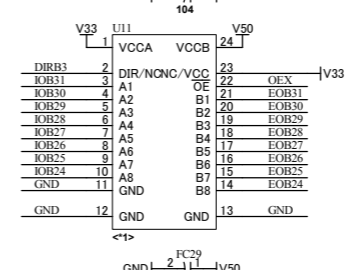 104
V33 U11 V50
1 VCCA VCCB 24
DIRB3 2 DIR/NC NC/VCC 23 V33
IOB31 3 A1 OE 22 OEX
IOB30 4 A2 B1 21 EOB31
IOB29 5 A3 B2 20 EOB30
IOB28 6 A4 B3 19 EOB29
IOB27 7 A5 B4 18 EOB28
IOB26 8 A6 B5 17 EOB27
IOB25 9 A7 B6 16 EOB26
IOB24 10 A8 B7 15 EOB25
GND 11 GND B8 14 EOB24
GND 12 GND GND 13 GND
<*1>
FC29
GND 2 1 V50